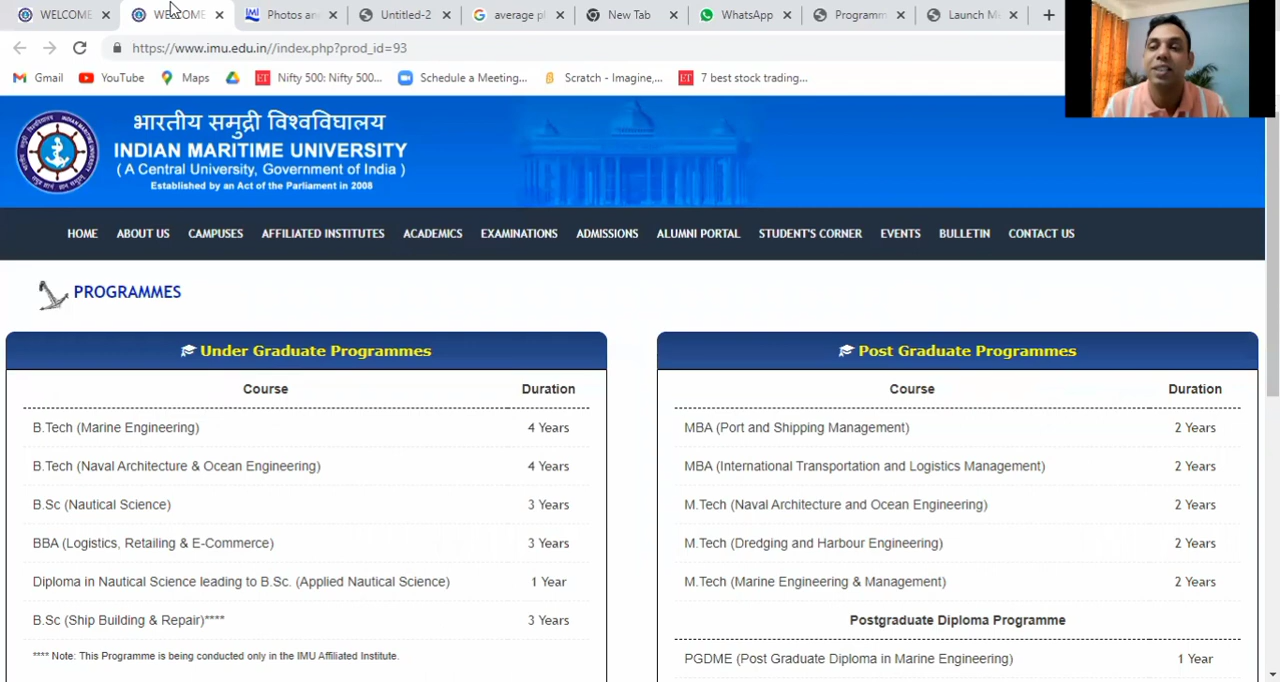 WELCOME
WELCOME
Photos an
Untitled-2
average pl
New Tab
WhatsApp
Programm
Launch M
https://www.imu.edu.in//index.php?prod_id=93
Gmail
YouTube
Maps
ET Nifty 500: Nifty 500...
Schedule a Meeting...
Scratch - Imagine,...
ET 7 best stock trading...
भारतीय समुद्री विश्वविद्यालय
INDIAN MARITIME UNIVERSITY
( A Central University, Government of India )
Established by an Act of the Parliament in 2008
HOME ABOUT US CAMPUSES AFFILIATED INSTITUTES ACADEMICS EXAMINATIONS ADMISSIONS ALUMNI PORTAL STUDENT'S CORNER EVENTS BULLETIN CONTACT US
PROGRAMMES
Under Graduate Programmes
Course Duration
B.Tech (Marine Engineering) 4 Years
B.Tech (Naval Architecture & Ocean Engineering) 4 Years
B.Sc (Nautical Science) 3 Years
BBA (Logistics, Retailing & E-Commerce) 3 Years
Diploma in Nautical Science leading to B.Sc. (Applied Nautical Science) 1 Year
B.Sc (Ship Building & Repair)**** 3 Years
**** Note: This Programme is being conducted only in the IMU Affiliated Institute.
Post Graduate Programmes
Course Duration
MBA (Port and Shipping Management) 2 Years
MBA (International Transportation and Logistics Management) 2 Years
M.Tech (Naval Architecture and Ocean Engineering) 2 Years
M.Tech (Dredging and Harbour Engineering) 2 Years
M.Tech (Marine Engineering & Management) 2 Years
Postgraduate Diploma Programme
PGDME (Post Graduate Diploma in Marine Engineering) 1 Year